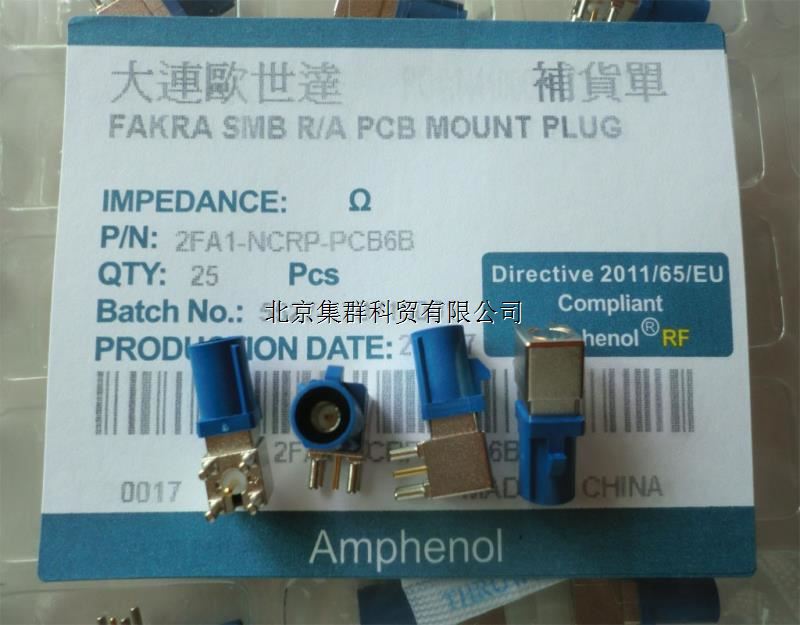 大連歐世達 補貨單
FAKRA SMB R/A PCB MOUNT PLUG
IMPEDANCE: Ω
P/N: 2FA1-NCRP-PCB6B
QTY: 25 Pcs
Directive 2011/65/EU
Compliant
Batch No.:
北京集群科贸有限公司
RF
PRODUCTION DATE:
0017
CHINA
Amphenol